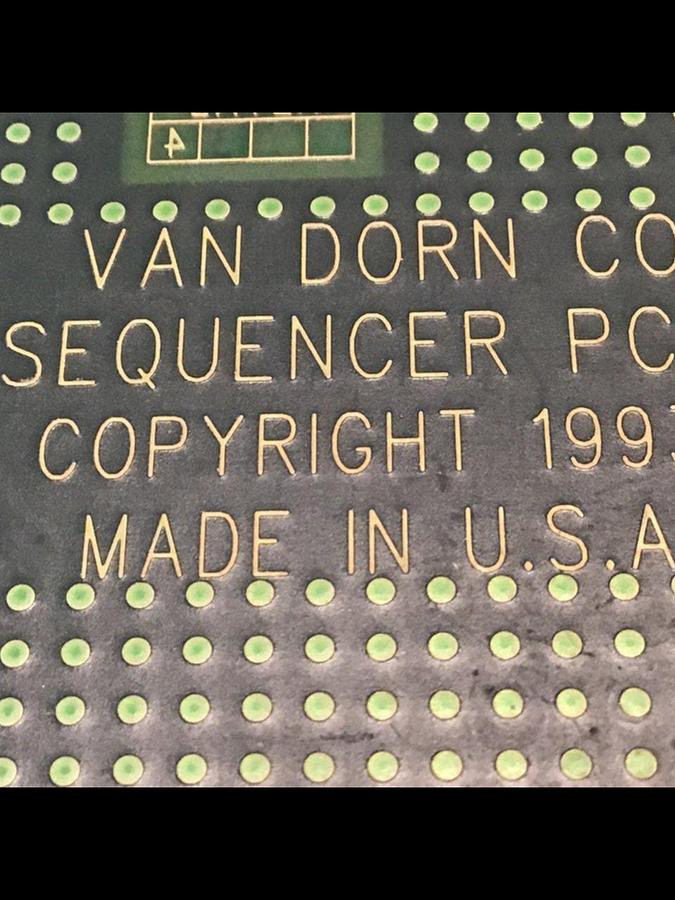 4
VAN DORN CO
SEQUENCER PC
COPYRIGHT 199
MADE IN U.S.A